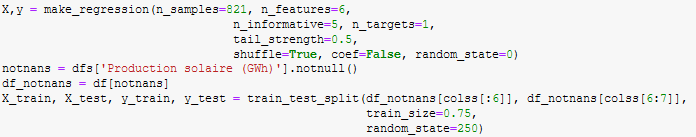 X,y = make_regression(n_samples=821, n_features=6,
n_informative=5, n_targets=1,
tail_strength=0.5,
shuffle=True, coef=False, random_state=0)
notnans = dfs['Production solaire (GWh)'].notnull()
df_notnans = df[notnans]
X_train, X_test, y_train, y_test = train_test_split(df_notnans[colss[:6]], df_notnans[colss[6:7]],
train_size=0.75,
random_state=250)